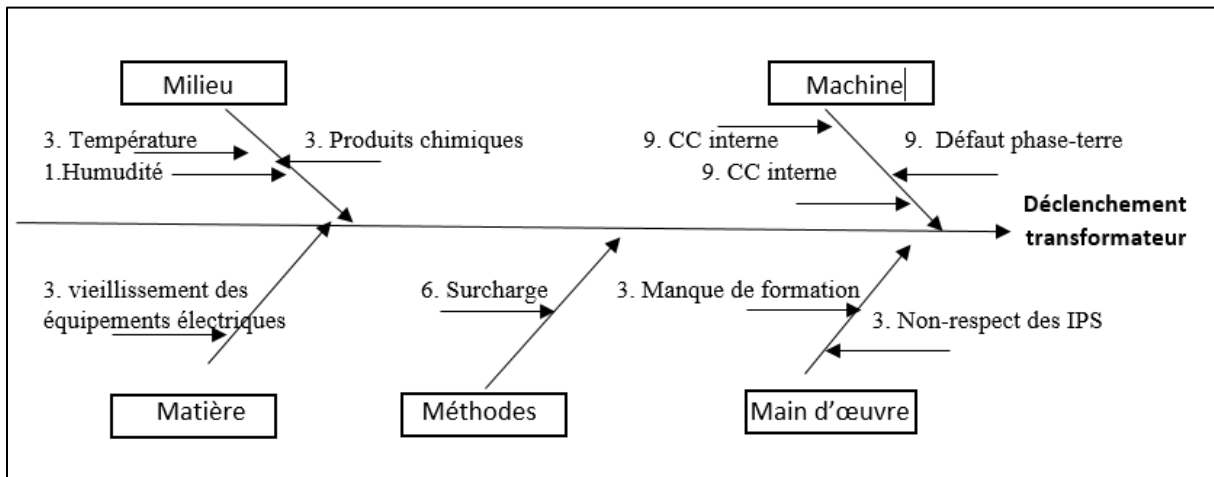 Milieu
Machine
3. Température
3. Produits chimiques
9. CC interne
9. Défaut phase-terre
1.Humudité
9. CC interne
Déclenchement
transformateur
3. vieillissement des
équipements électriques
6. Surcharge
3. Manque de formation
3. Non-respect des IPS
Matière
Méthodes
Main d’œuvre